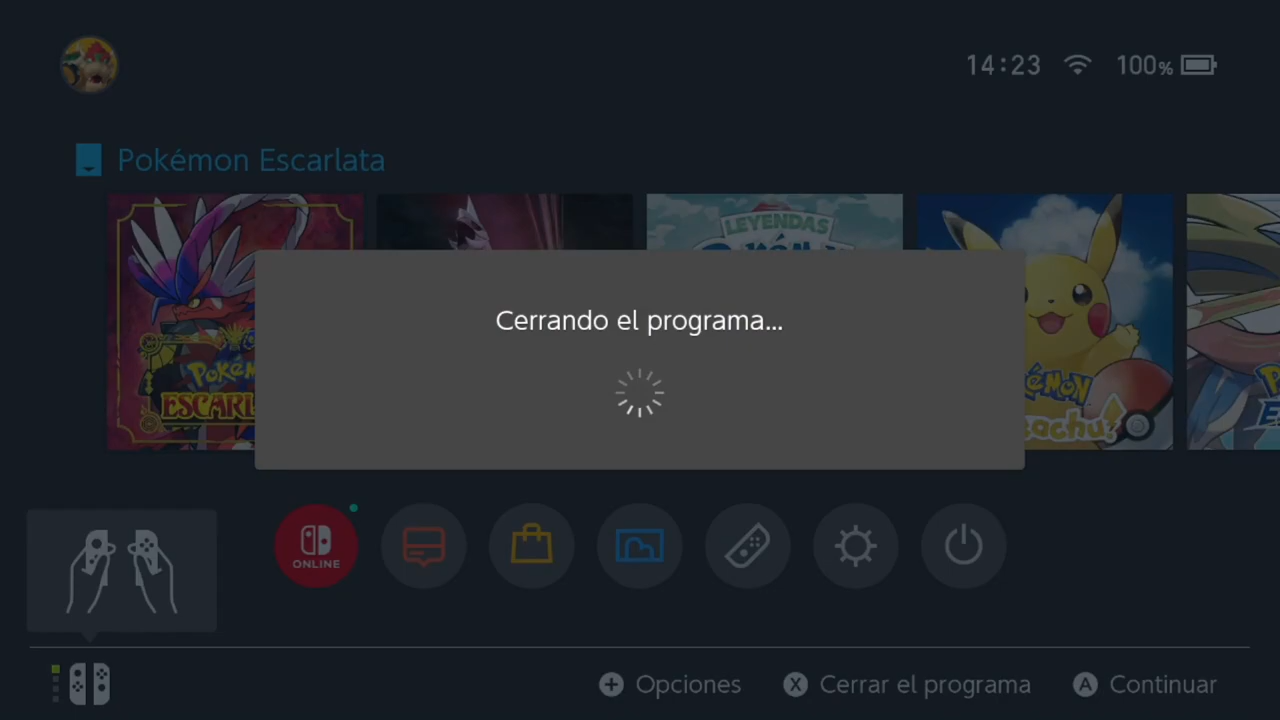 14:23 100%
Pokémon Escarlata
LEYENDAS
Cerrando el programa...
ONLINE
Opciones
Cerrar el programa
Continuar